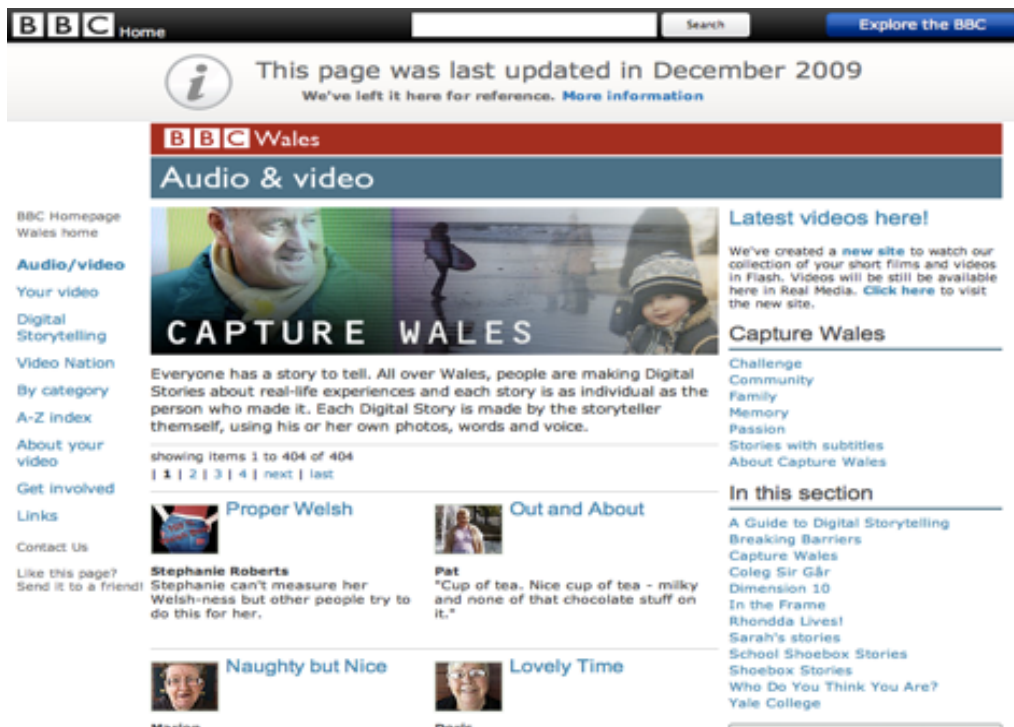 BBC Home
Search
Explore the BBC
This page was last updated in December 2009
We've left it here for reference. More information
BBC Wales
Audio & video
BBC Homepage
Wales home
Audio/video
Your video
Digital
Storytelling
Video Nation
By category
A-Z index
About your
video
Get involved
Links
Contact Us
Like this page?
Send it to a friend!
CAPTURE WALES
Everyone has a story to tell. All over Wales, people are making Digital
Stories about real-life experiences and each story is as individual as the
person who made it. Each Digital Story is made by the storyteller
themself, using his or her own photos, words and voice.
showing items 1 to 404 of 404
| 1 | 2 | 3 | 4 | next | last
Proper Welsh
Stephanie Roberts
Stephanie can't measure her
Welsh-ness but other people try to
do this for her.
Out and About
Pat
"Cup of tea. Nice cup of tea - milky
and none of that chocolate stuff on
it."
Naughty but Nice
Lovely Time
Latest videos here!
We've created a new site to watch our
collection of your short films and videos
in Flash. Videos will be still be available
here in Real Media. Click here to visit
the new site.
Capture Wales
Challenge
Community
Family
Memory
Passion
Stories with subtitles
About Capture Wales
In this section
A Guide to Digital Storytelling
Breaking Barriers
Capture Wales
Coleg Sir Gâr
Dimension 10
In the Frame
Rhondda Lives!
Sarah's stories
School Shoebox Stories
Shoebox Stories
Who Do You Think You Are?
Yale College